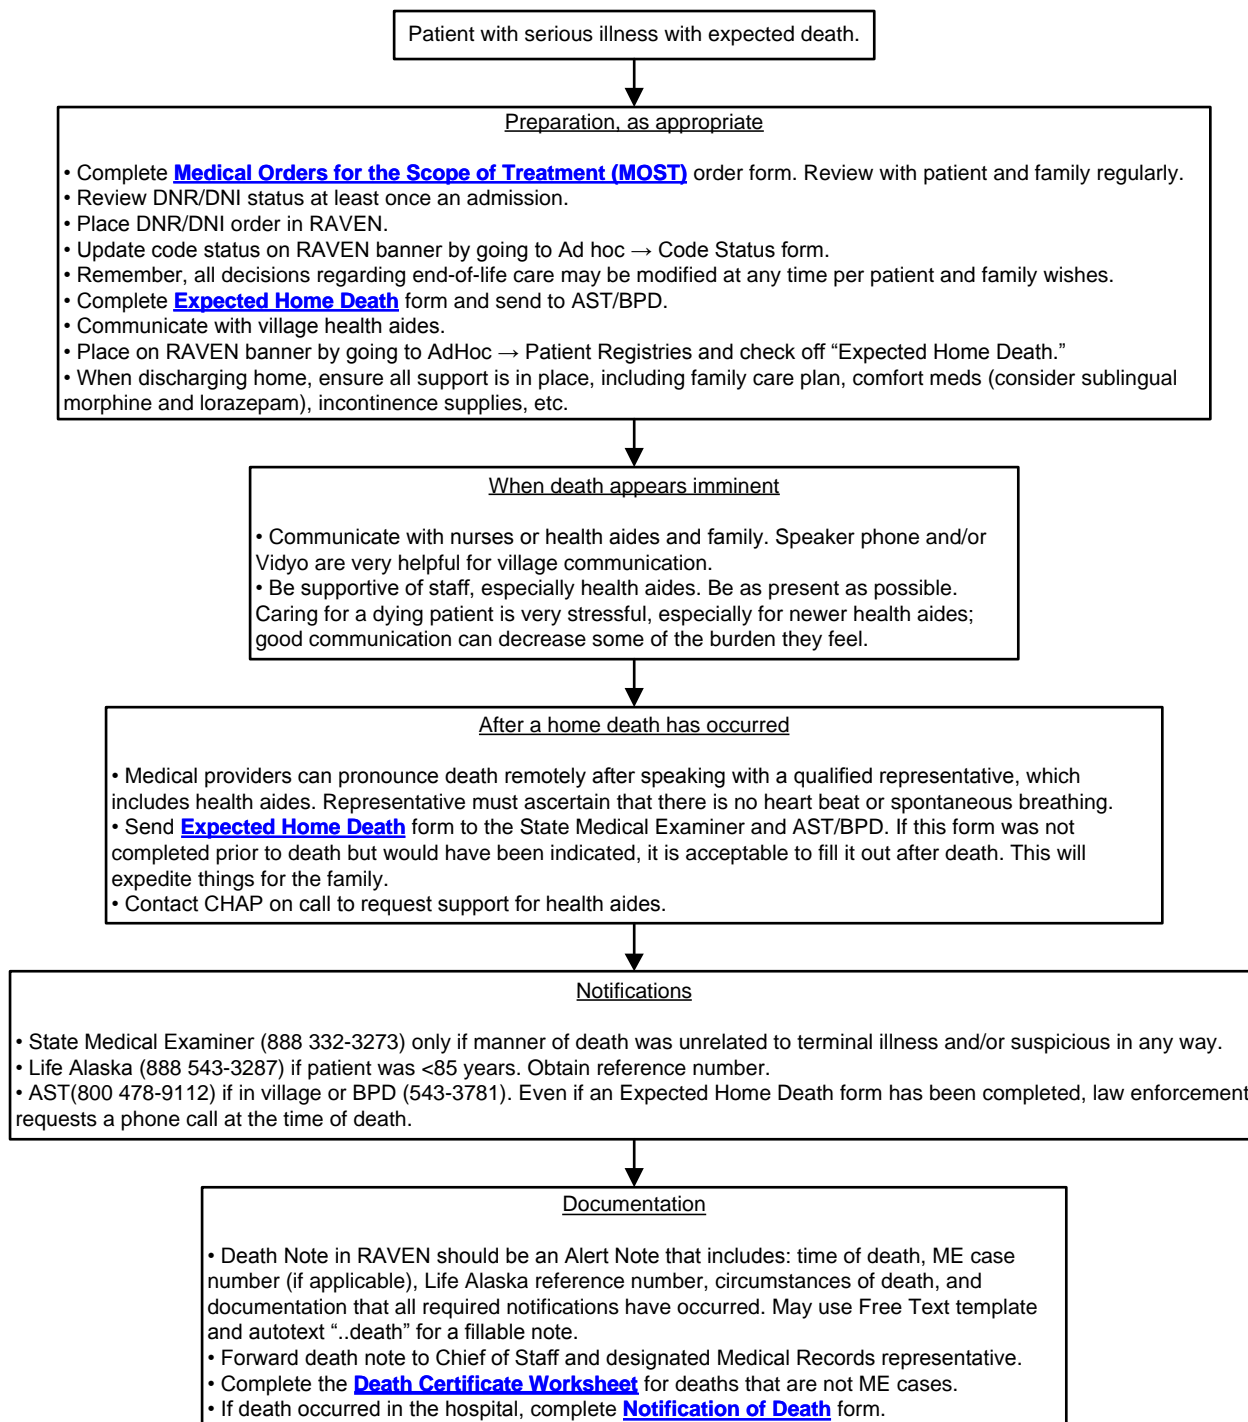 Patient with serious illness with expected death.
Preparation, as appropriate
• Complete Medical Orders for the Scope of Treatment (MOST) order form. Review with patient and family regularly.
• Review DNR/DNI status at least once an admission.
• Place DNR/DNI order in RAVEN.
• Update code status on RAVEN banner by going to Ad hoc → Code Status form.
• Remember, all decisions regarding end-of-life care may be modified at any time per patient and family wishes.
• Complete Expected Home Death form and send to AST/BPD.
• Communicate with village health aides.
• Place on RAVEN banner by going to AdHoc → Patient Registries and check off “Expected Home Death.”
• When discharging home, ensure all support is in place, including family care plan, comfort meds (consider sublingual
morphine and lorazepam), incontinence supplies, etc.
When death appears imminent
• Communicate with nurses or health aides and family. Speaker phone and/or
Vidyo are very helpful for village communication.
• Be supportive of staff, especially health aides. Be as present as possible.
Caring for a dying patient is very stressful, especially for newer health aides;
good communication can decrease some of the burden they feel.
After a home death has occurred
• Medical providers can pronounce death remotely after speaking with a qualified representative, which
includes health aides. Representative must ascertain that there is no heart beat or spontaneous breathing.
• Send Expected Home Death form to the State Medical Examiner and AST/BPD. If this form was not
completed prior to death but would have been indicated, it is acceptable to fill it out after death. This will
expedite things for the family.
• Contact CHAP on call to request support for health aides.
Notifications
• State Medical Examiner (888 332-3273) only if manner of death was unrelated to terminal illness and/or suspicious in any way.
• Life Alaska (888 543-3287) if patient was <85 years. Obtain reference number.
• AST(800 478-9112) if in village or BPD (543-3781). Even if an Expected Home Death form has been completed, law enforcement
requests a phone call at the time of death.
Documentation
• Death Note in RAVEN should be an Alert Note that includes: time of death, ME case
number (if applicable), Life Alaska reference number, circumstances of death, and
documentation that all required notifications have occurred. May use Free Text template
and autotext “..death” for a fillable note.
• Forward death note to Chief of Staff and designated Medical Records representative.
• Complete the Death Certificate Worksheet for deaths that are not ME cases.
• If death occurred in the hospital, complete Notification of Death form.